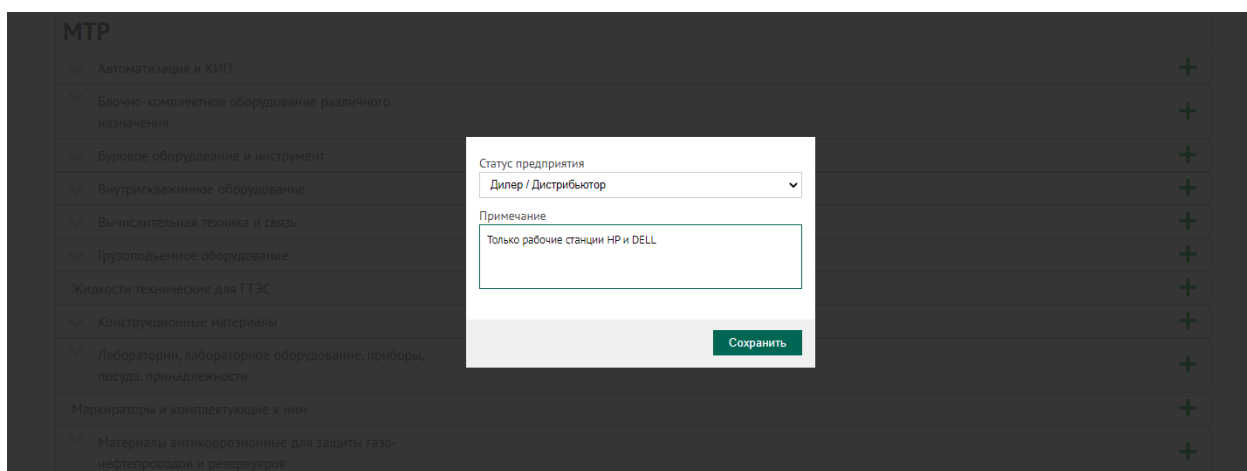 МТР
Автоматизация и КИП
Блочно-комплектное оборудование различного
назначения
Буровое оборудование и инструмент
Внутрискважинное оборудование
Вычислительная техника и связь
Грузоподъемное оборудование
Жидкости технические для ГТЭС
Конструкционные материалы
Лаборатории, лабораторное оборудование, приборы,
посуда, принадлежности
Маркираторы и комплектующие к ним
Материалы антикоррозионные для защиты газо-
нефтепроводов и резервуаров
Статус предприятия
Дилер / Дистрибьютор
Примечание
Только рабочие станции HP и DELL
Сохранить